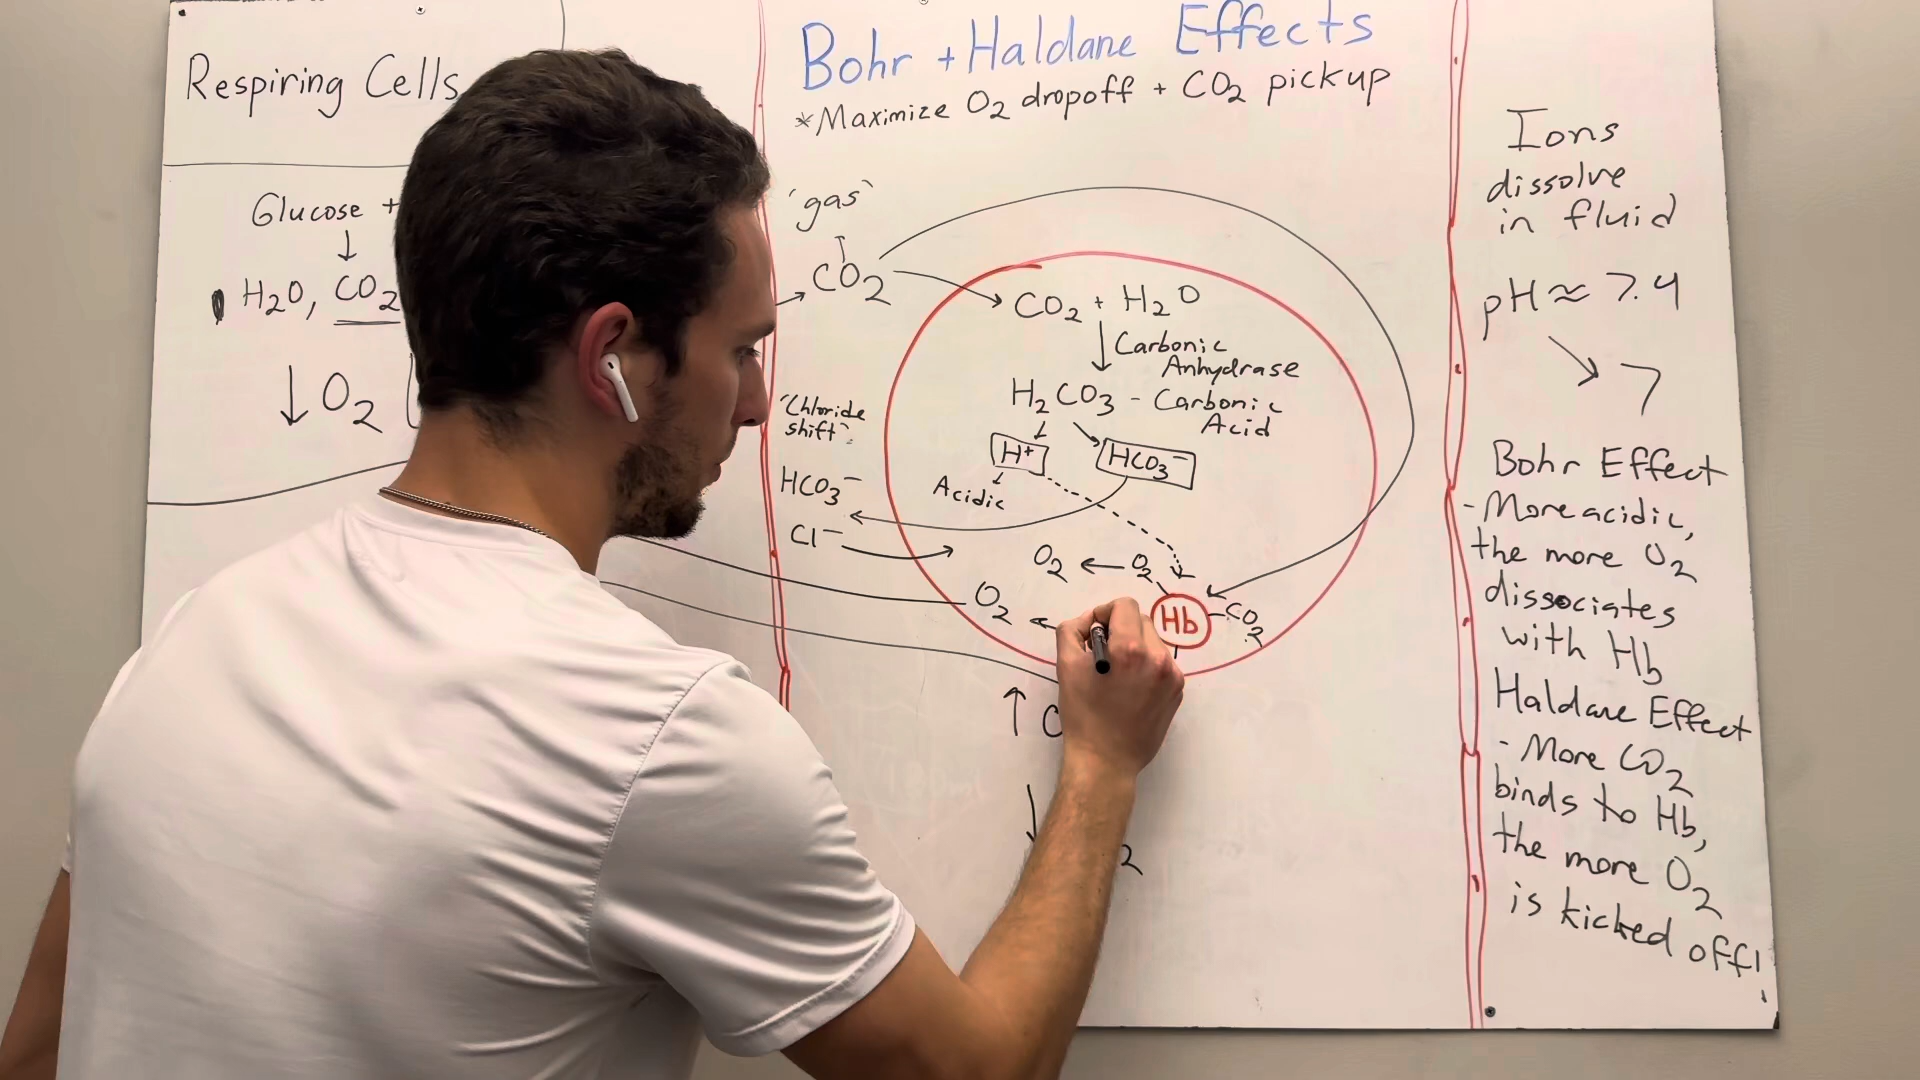 Respiring Cells
Glucose +
↓
H2O, CO2
↓ O2
Bohr + Haldane Effects
*Maximize O2 dropoff + CO2 pickup
'gas'
CO2
CO2 + H2O
Carbonic
Anhydrase
H2CO3 - Carbonic
Acid
H+
HCO3-
Acidic
"Chloride
shift"
HCO3-
Cl-
O2 ← O2
O2 ←
Hb
-CO2
↑ C
↓
2
Ions
dissolve
in fluid
pH ≈ 7.4
↘ 7
Bohr Effect
- More acidic,
the more O2
dissociates
with Hb
Haldane Effect
- More CO2
binds to Hb,
the more O2
is kicked off!